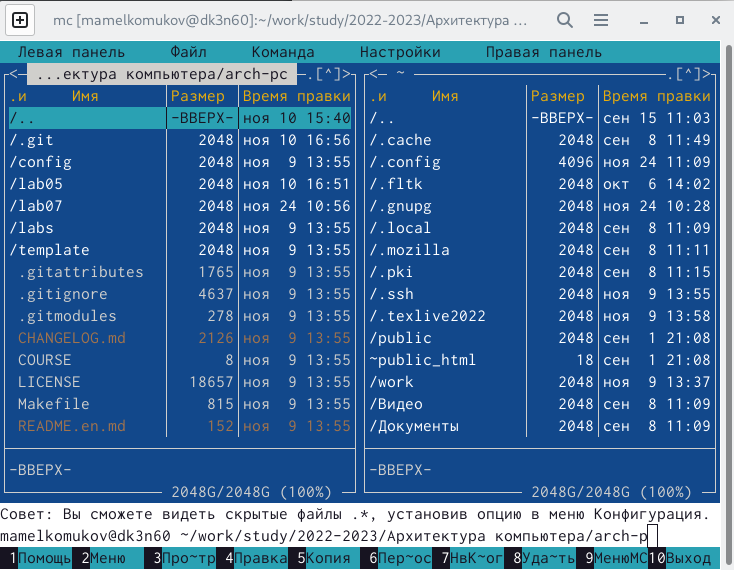 mc [mamelkomukov@dk3n60]:~/work/study/2022-2023/Архитектура ...
Левая панель Файл Команда Настройки Правая панель
<— ...ектура компьютера/arch-pc —.[^]> <— ~ —.[^]>
.и Имя Размер Время правки .и Имя Размер Время правки
/.. -ВВЕРХ- ноя 10 15:40 /.. -ВВЕРХ- сен 15 11:03
/.git 2048 ноя 10 16:56 /.cache 2048 сен 8 11:49
/config 2048 ноя 9 13:55 /.config 4096 ноя 24 11:09
/lab05 2048 ноя 10 16:51 /.fltk 2048 окт 6 14:02
/lab07 2048 ноя 24 10:56 /.gnupg 2048 ноя 24 10:28
/labs 2048 ноя 9 13:55 /.local 2048 сен 8 11:09
/template 2048 ноя 9 13:55 /.mozilla 2048 сен 8 11:11
.gitattributes 1765 ноя 9 13:55 /.pki 2048 сен 8 11:15
.gitignore 4637 ноя 9 13:55 /.ssh 2048 ноя 9 13:55
.gitmodules 278 ноя 9 13:55 /.texlive2022 2048 ноя 9 13:58
CHANGELOG.md 2126 ноя 9 13:55 /public 2048 сен 1 21:08
COURSE 8 ноя 9 13:55 ~public_html 18 сен 1 21:08
LICENSE 18657 ноя 9 13:55 /work 2048 ноя 9 13:37
Makefile 815 ноя 9 13:55 /Видео 2048 сен 8 11:09
README.en.md 152 ноя 9 13:55 /Документы 2048 сен 8 11:09
-ВВЕРХ- -ВВЕРХ-
2048G/2048G (100%) 2048G/2048G (100%)
Совет: Вы сможете видеть скрытые файлы .*, установив опцию в меню Конфигурация.
mamelkomukov@dk3n60 ~/work/study/2022-2023/Архитектура компьютера/arch-p
1Помощь 2Меню 3Про~тр 4Правка 5Копия 6Пер~ос 7НвК~ог 8Уда~ть 9МенюMC 10Выход